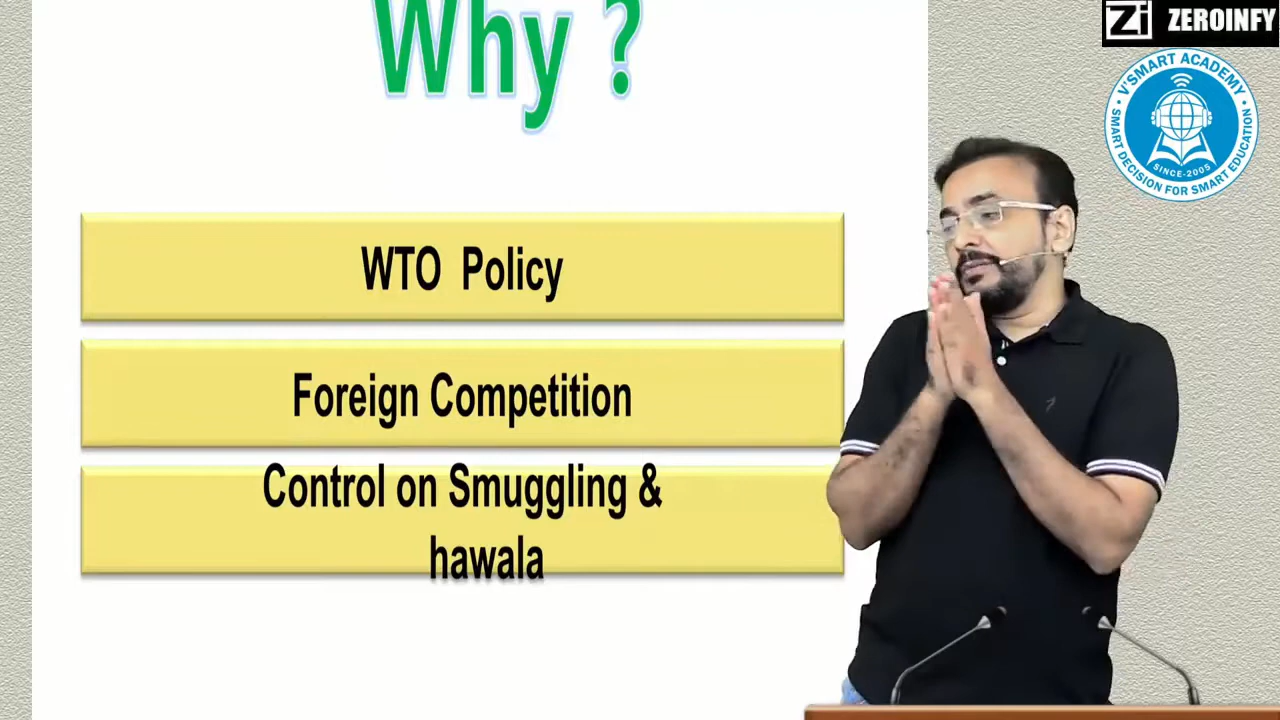 Why ?
Zi ZEROINFY
V'SMART ACADEMY
SMART DECISION FOR SMART EDUCATION
SINCE-2005
WTO Policy
Foreign Competition
Control on Smuggling &
hawala